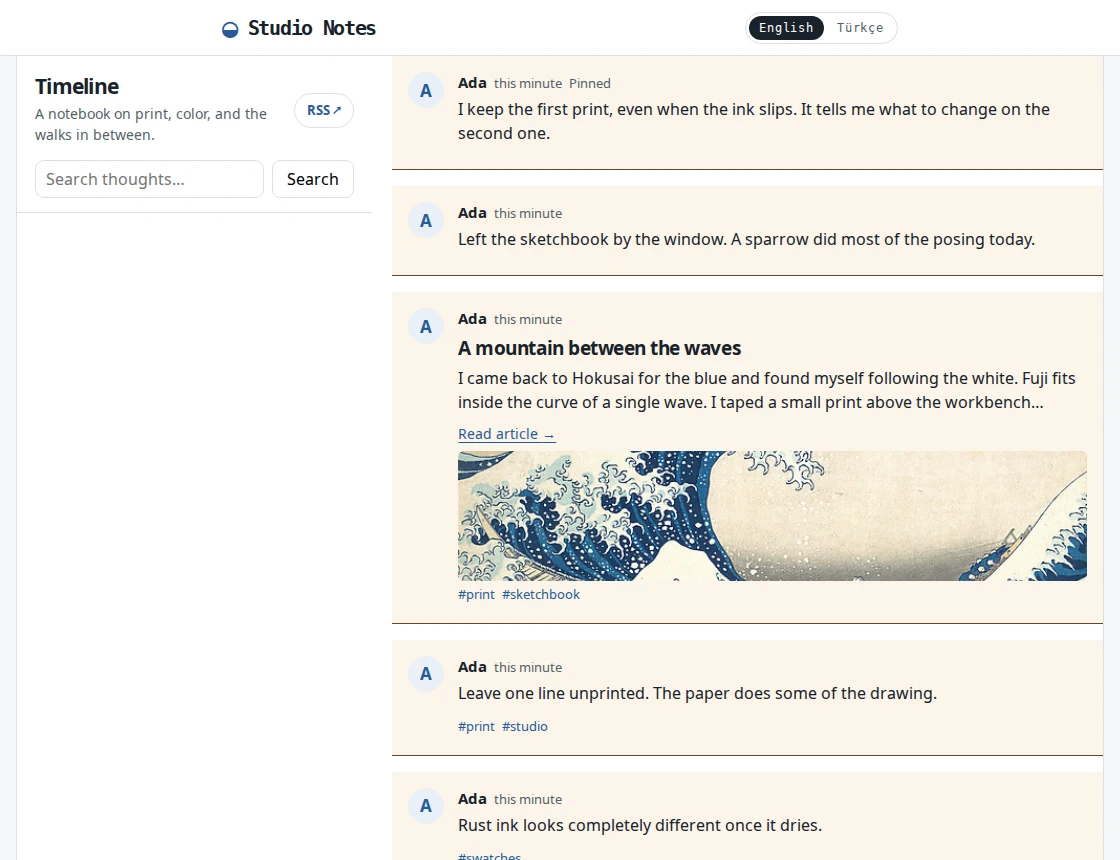 Studio Notes
English
Türkçe
Timeline
A notebook on print, color, and the
walks in between.
RSS↗
Search thoughts...
Search
A
Ada this minute Pinned
I keep the first print, even when the ink slips. It tells me what to change on the
second one.
A
Ada this minute
Left the sketchbook by the window. A sparrow did most of the posing today.
A
Ada this minute
A mountain between the waves
I came back to Hokusai for the blue and found myself following the white. Fuji fits
inside the curve of a single wave. I taped a small print above the workbench...
Read article →
#print #sketchbook
A
Ada this minute
Leave one line unprinted. The paper does some of the drawing.
#print #studio
A
Ada this minute
Rust ink looks completely different once it dries.
#swatches